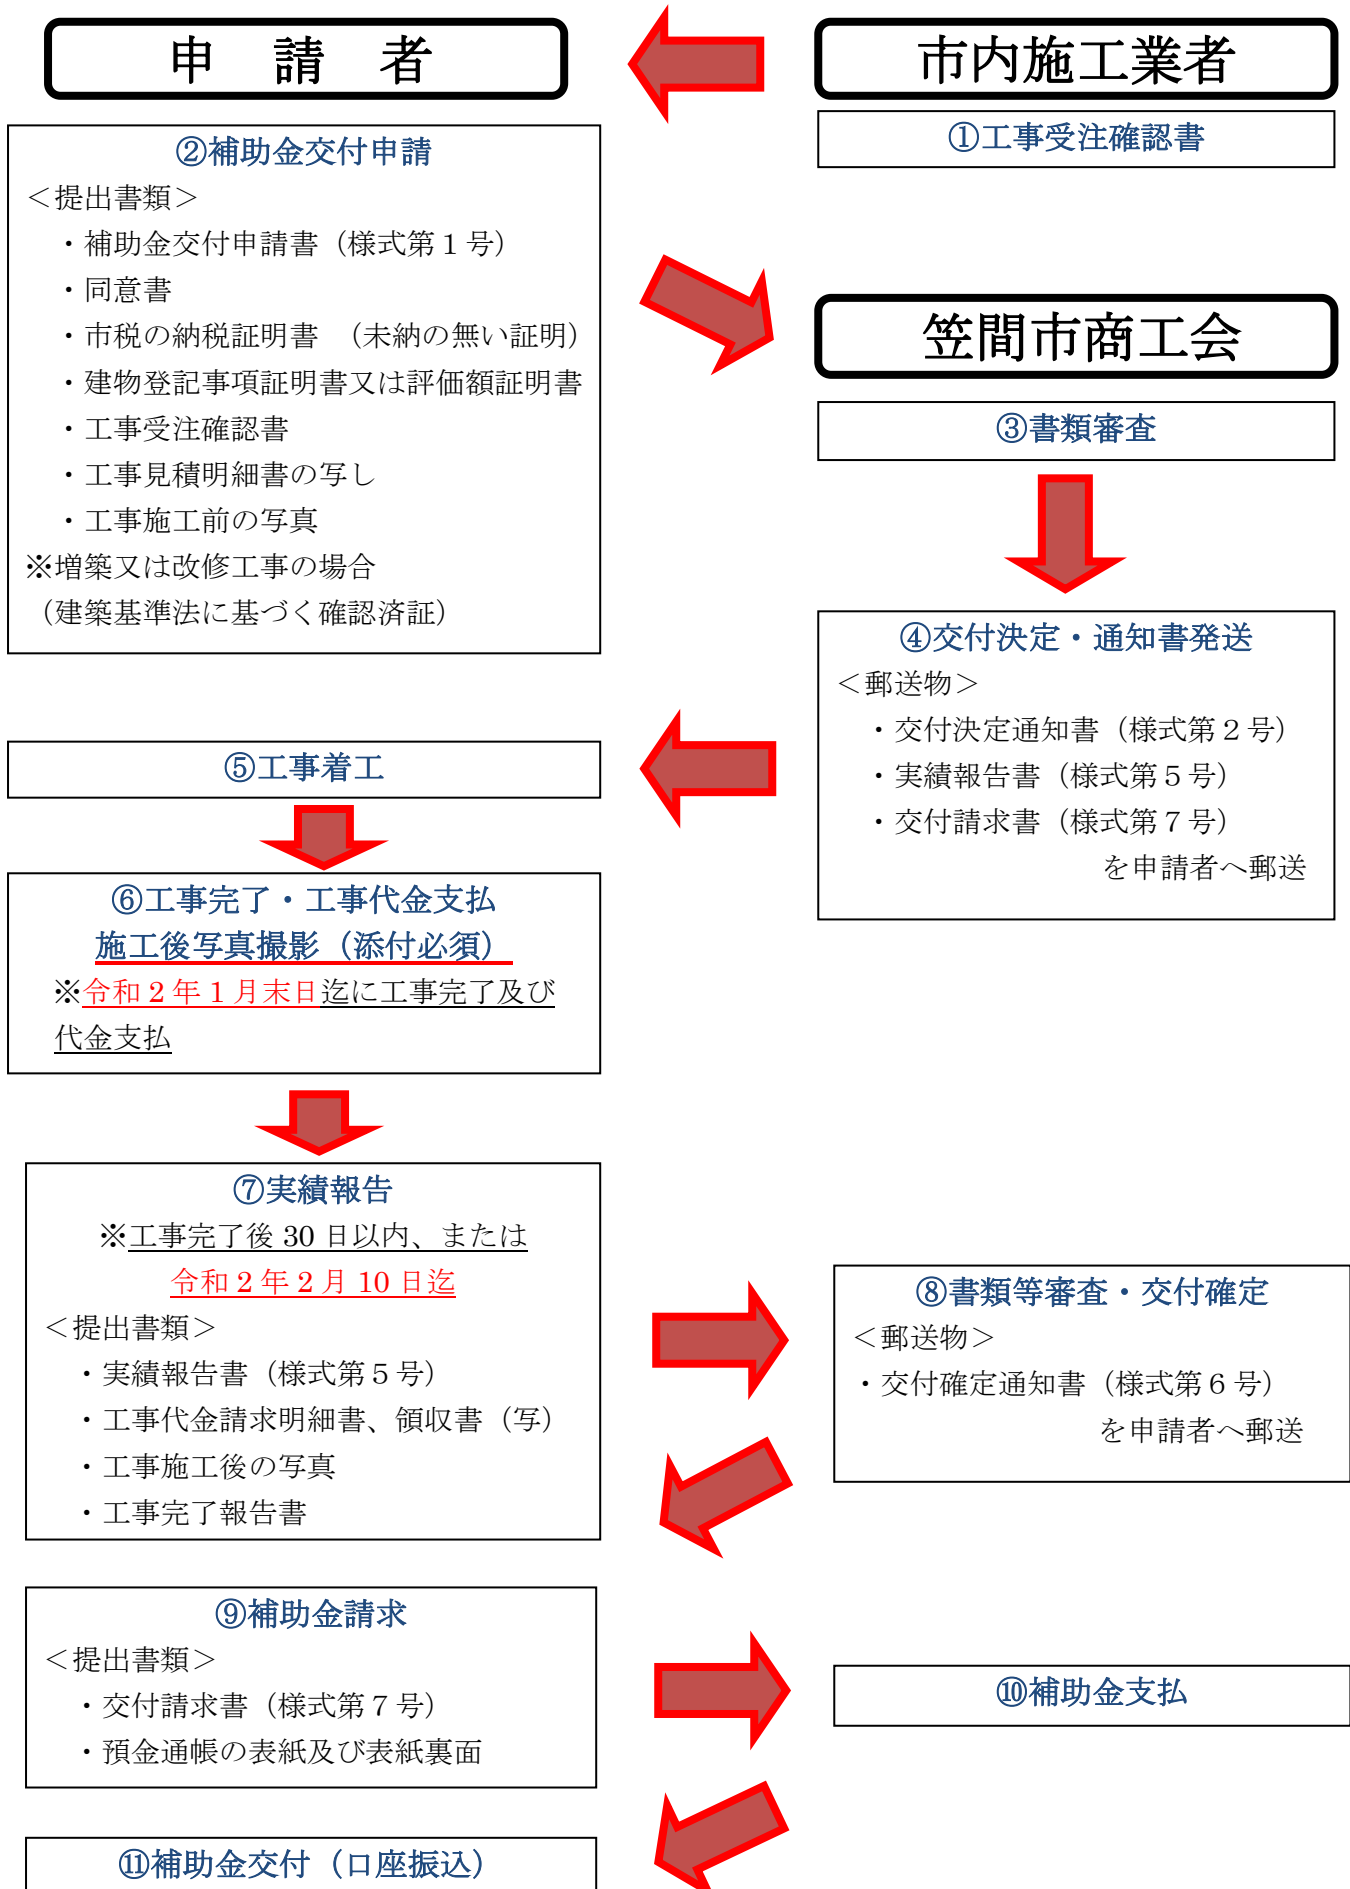 申　請　者
市内施工業者
①工事受注確認書
②補助金交付申請
＜提出書類＞
・補助金交付申請書（様式第１号）
・同意書
・市税の納税証明書　（未納の無い証明）
・建物登記事項証明書又は評価額証明書
・工事受注確認書
・工事見積明細書の写し
・工事施工前の写真
※増築又は改修工事の場合
（建築基準法に基づく確認済証）
笠間市商工会
③書類審査
④交付決定・通知書発送
＜郵送物＞
・交付決定通知書（様式第２号）
・実績報告書（様式第５号）
・交付請求書（様式第７号）
を申請者へ郵送
⑤工事着工
⑥工事完了・工事代金支払
施工後写真撮影（添付必須）
※令和２年１月末日迄に工事完了及び
代金支払
⑦実績報告
※工事完了後 30 日以内、または
令和２年２月 10 日迄
＜提出書類＞
・実績報告書（様式第５号）
・工事代金請求明細書、領収書（写）
・工事施工後の写真
・工事完了報告書
⑧書類等審査・交付確定
＜郵送物＞
・交付確定通知書（様式第６号）
を申請者へ郵送
⑨補助金請求
＜提出書類＞
・交付請求書（様式第７号）
・預金通帳の表紙及び表紙裏面
⑩補助金支払
⑪補助金交付（口座振込）